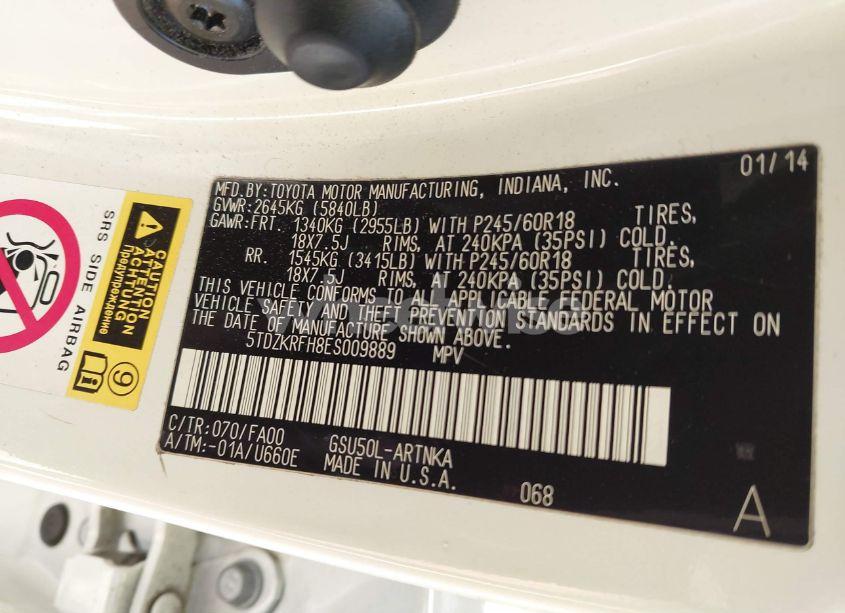 01/14
MFD.BY:TOYOTA MOTOR MANUFACTURING, INDIANA, INC.
GVWR:2645KG (5840LB)
GAWR:FRT. 1340KG (2955LB) WITH P245/60R18 TIRES,
18X7.5J RIMS, AT 240KPA (35PSI) COLD.
RR. 1545KG (3415LB) WITH P245/60R18 TIRES,
18X7.5J RIMS, AT 240KPA (35PSI) COLD.
THIS VEHICLE CONFORMS TO ALL APPLICABLE FEDERAL MOTOR
VEHICLE SAFETY AND THEFT PREVENTION STANDARDS IN EFFECT ON
THE DATE OF MANUFACTURE SHOWN ABOVE.
5TDZKRFH8ES009889 MPV
C/TR:070/FA00 GSU50L-ARTNKA
A/TM:-01A/U660E MADE IN U.S.A.
068
A
SRS SIDE AIRBAG
CAUTION
ATTENTION
ACHTUNG
Предупреждение
i
9